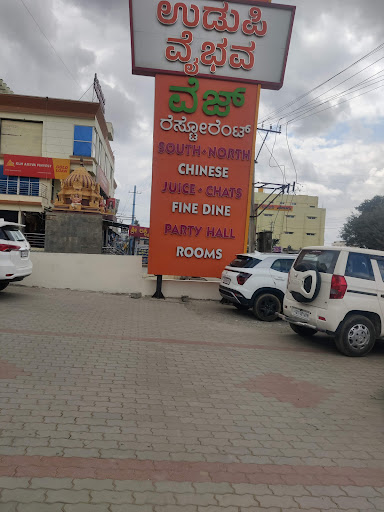 ಉಡುಪಿ
ವೈಭವ
ವೆಜ್
ರೆಸ್ಟೋರೆಂಟ್
SOUTH • NORTH
CHINESE
JUICE • CHATS
FINE DINE
PARTY HALL
ROOMS